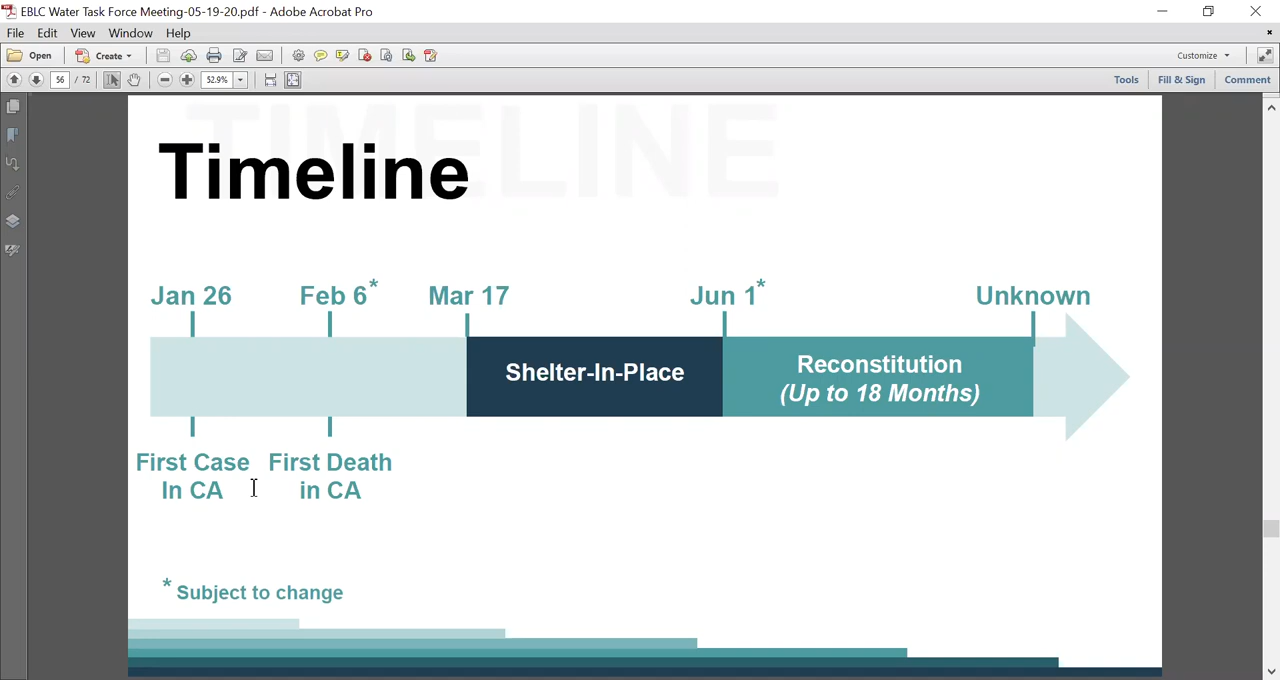 EBLC Water Task Force Meeting-05-19-20.pdf - Adobe Acrobat Pro
File Edit View Window Help
Open Create Customize
56 / 72 52.9% Tools Fill & Sign Comment
TIMELINE
Timeline
Jan 26 Feb 6* Mar 17 Jun 1* Unknown
Shelter-In-Place
Reconstitution
(Up to 18 Months)
First Case
In CA
First Death
in CA
* Subject to change